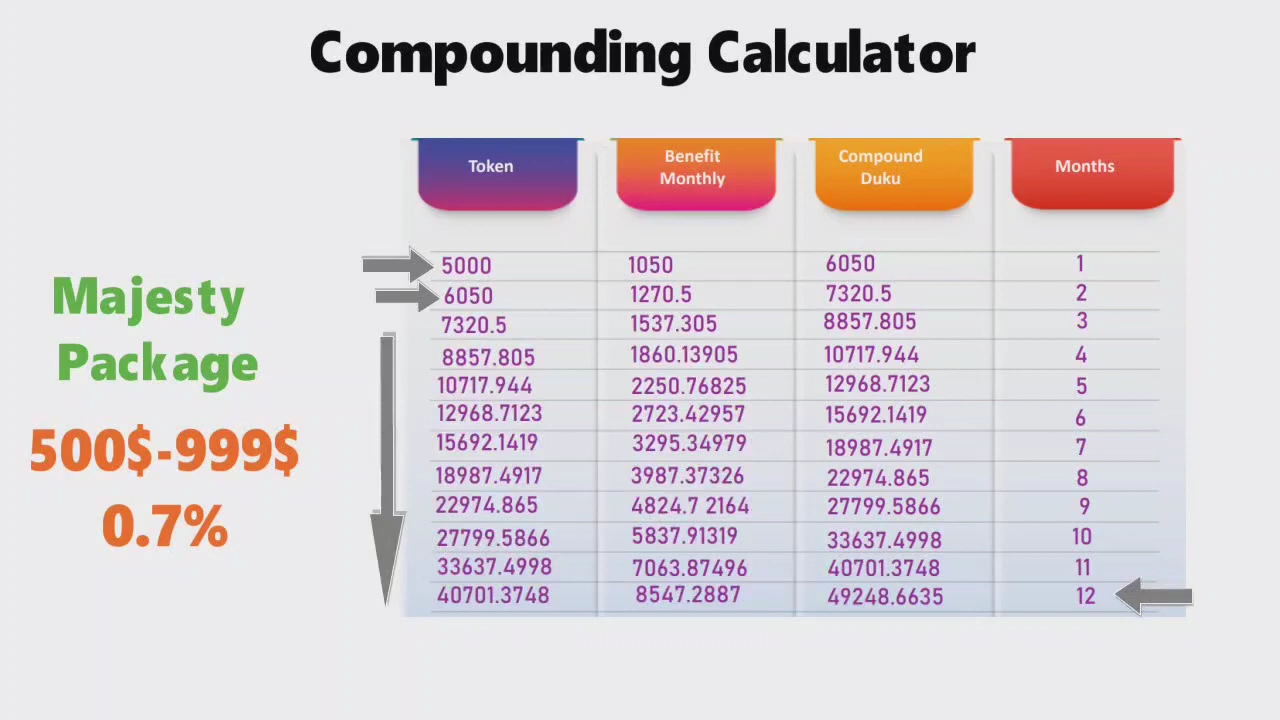 Compounding Calculator
Token Benefit Monthly Compound Duku Months
5000 1050 6050 1
6050 1270.5 7320.5 2
7320.5 1537.305 8857.805 3
8857.805 1860.13905 10717.944 4
10717.944 2250.76825 12968.7123 5
12968.7123 2723.42957 15692.1419 6
15692.1419 3295.34979 18987.4917 7
18987.4917 3987.37326 22974.865 8
22974.865 4824.7 2164 27799.5866 9
27799.5866 5837.91319 33637.4998 10
33637.4998 7063.87496 40701.3748 11
40701.3748 8547.2887 49248.6635 12
Majesty
Package
500$-999$
0.7%